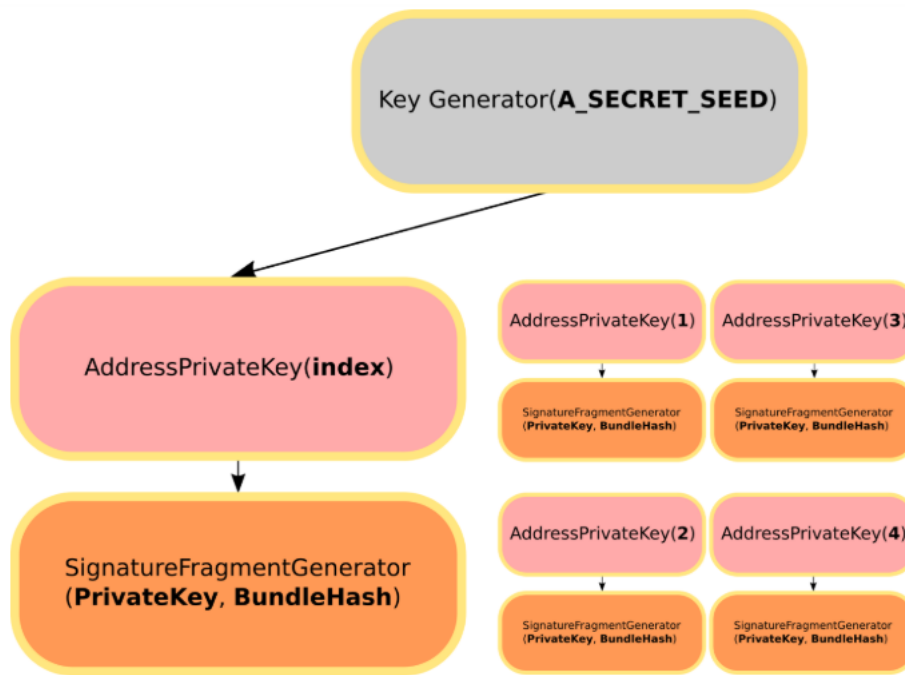 Key Generator(A_SECRET_SEED)
AddressPrivateKey(index)
SignatureFragmentGenerator
(PrivateKey, BundleHash)
AddressPrivateKey(1)
SignatureFragmentGenerator
(PrivateKey, BundleHash)
AddressPrivateKey(3)
SignatureFragmentGenerator
(PrivateKey, BundleHash)
AddressPrivateKey(2)
SignatureFragmentGenerator
(PrivateKey, BundleHash)
AddressPrivateKey(4)
SignatureFragmentGenerator
(PrivateKey, BundleHash)